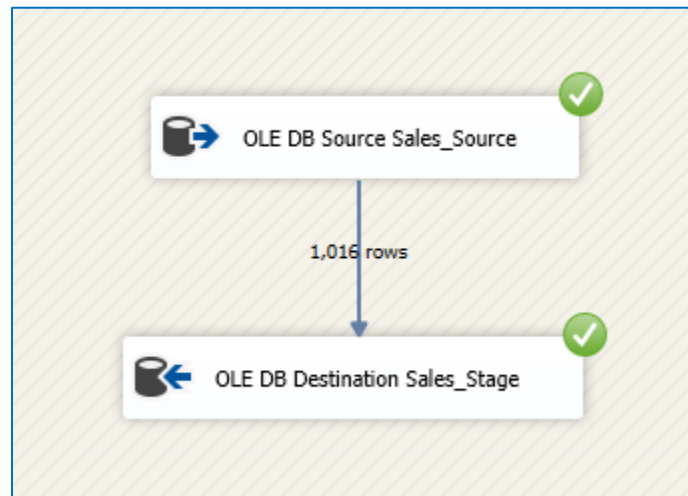 OLE DB Source Sales_Source
1,016 rows
OLE DB Destination Sales_Stage